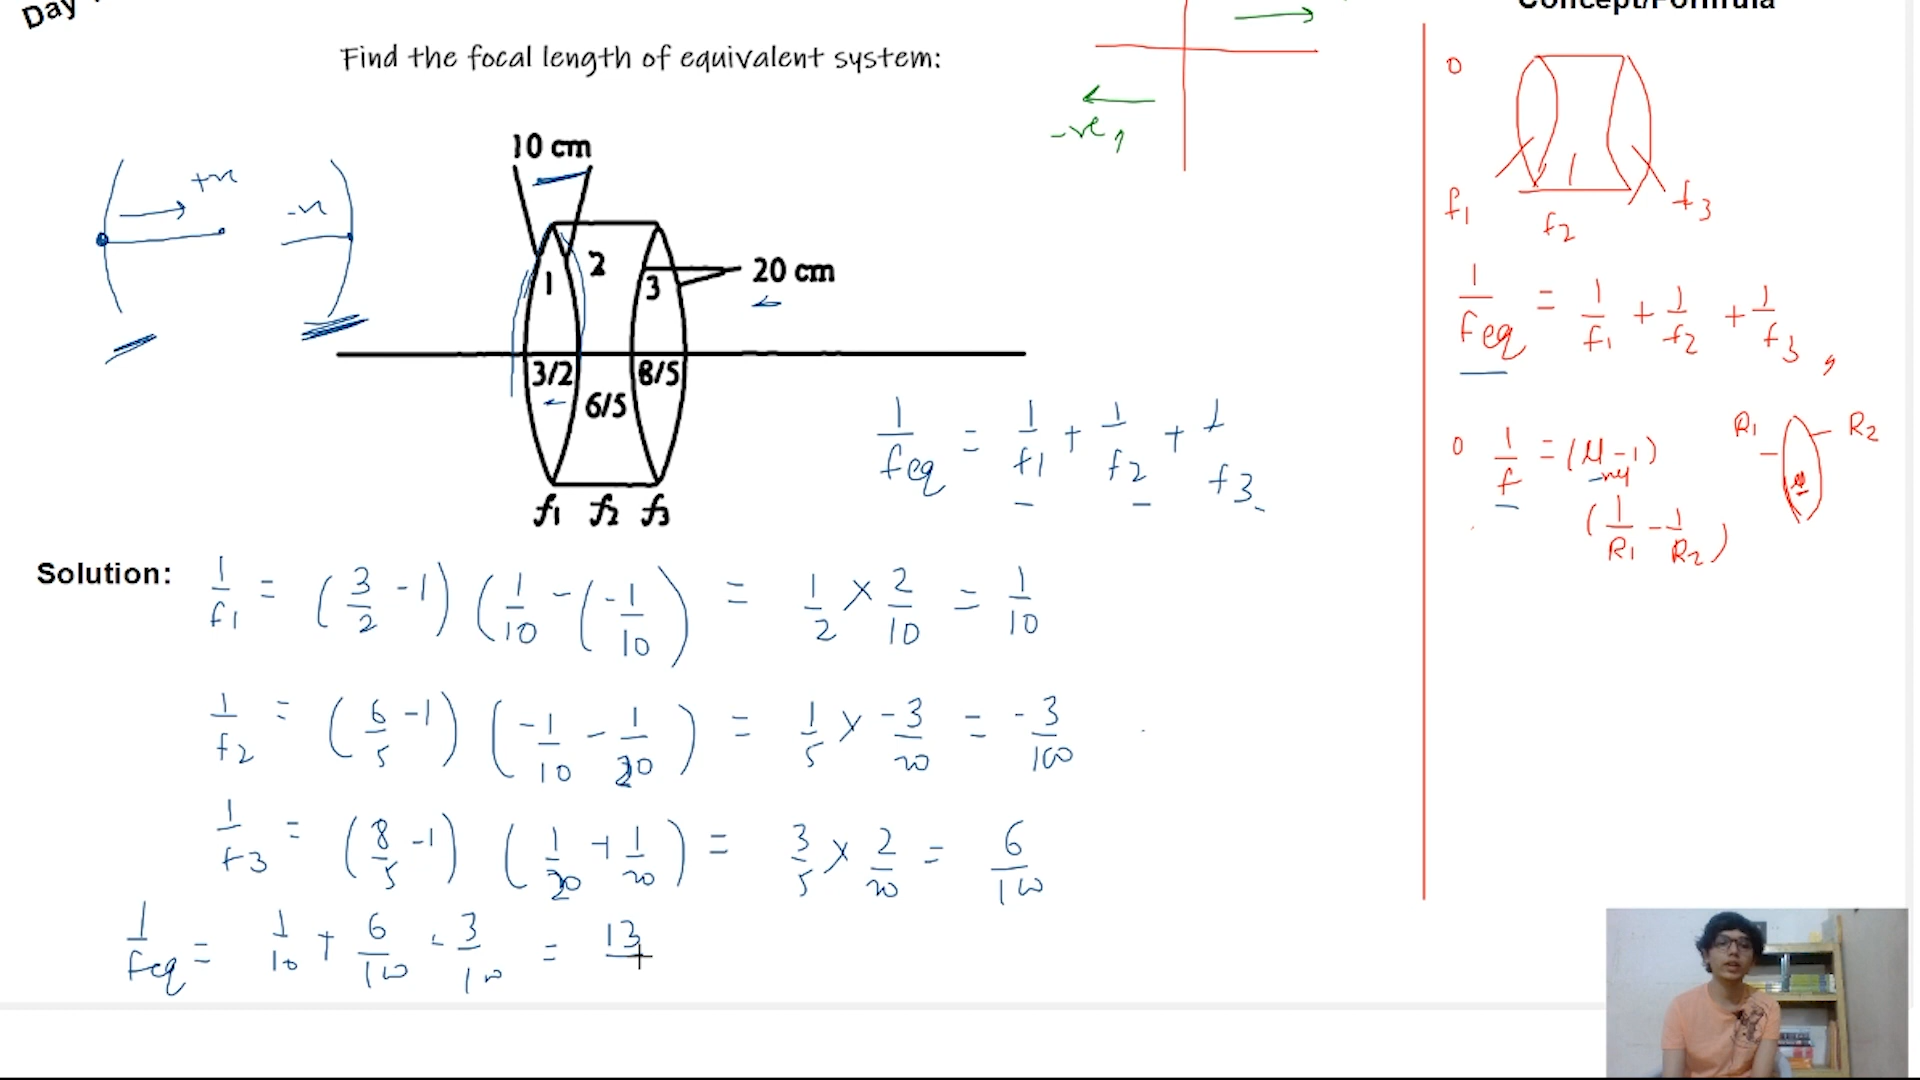 Day
Concept/Formula
Find the focal length of equivalent system:
-ve,
10 cm
+x
-x
1
2
3
20 cm
3/2
6/5
8/5
f1 f2 f3
f1
f2
f3
1/feq = 1/f1 + 1/f2 + 1/f3,
1/feq = 1/f1 + 1/f2 + 1/f3
1/f = (μ-1)
(1/R1 - 1/R2)
R1
R2
μ
Solution:
1/f1 = (3/2 - 1) (1/10 - (-1/10)) = 1/2 × 2/10 = 1/10
1/f2 = (6/5 - 1) (-1/10 - 1/20) = 1/5 × -3/20 = -3/100
1/f3 = (8/5 - 1) (1/20 + 1/20) = 3/5 × 2/20 = 6/100
1/feq = 1/10 + 6/100 - 3/100 = 13